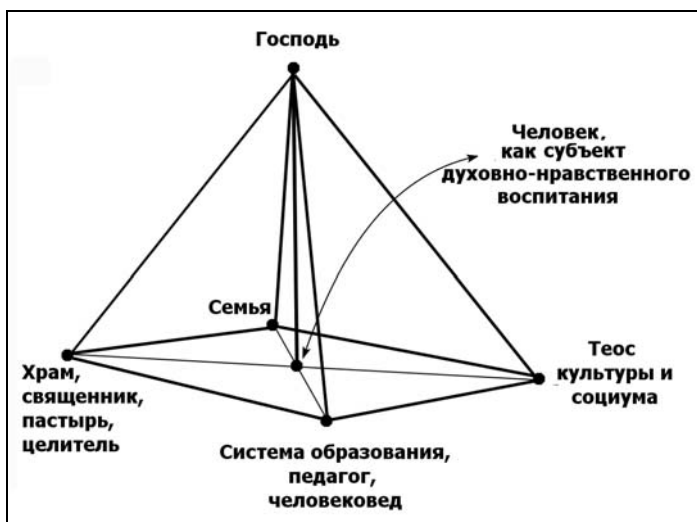 Господь
Человек,
как субъект
духовно-нравственного
воспитания
Семья
Храм,
священник,
пастырь,
целитель
Теос
культуры и
социума
Система образования,
педагог,
человековед